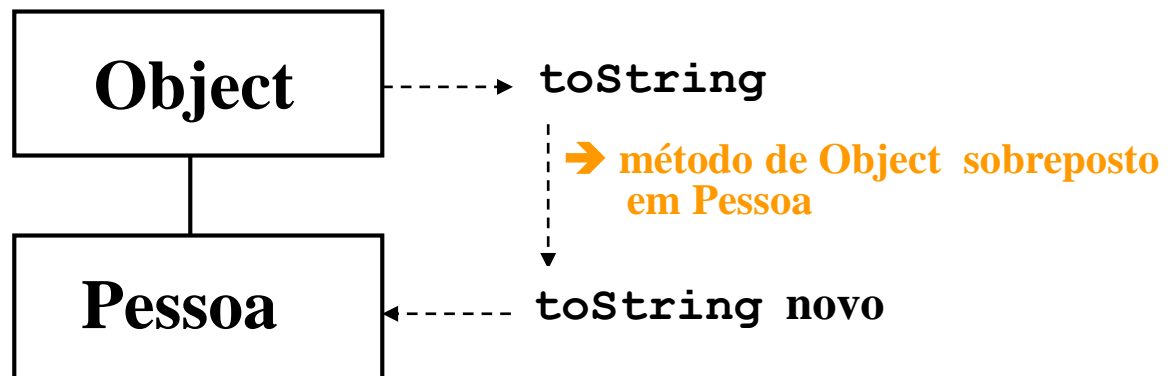 Object
toString
➔ método de Object sobreposto
em Pessoa
Pessoa
toString novo